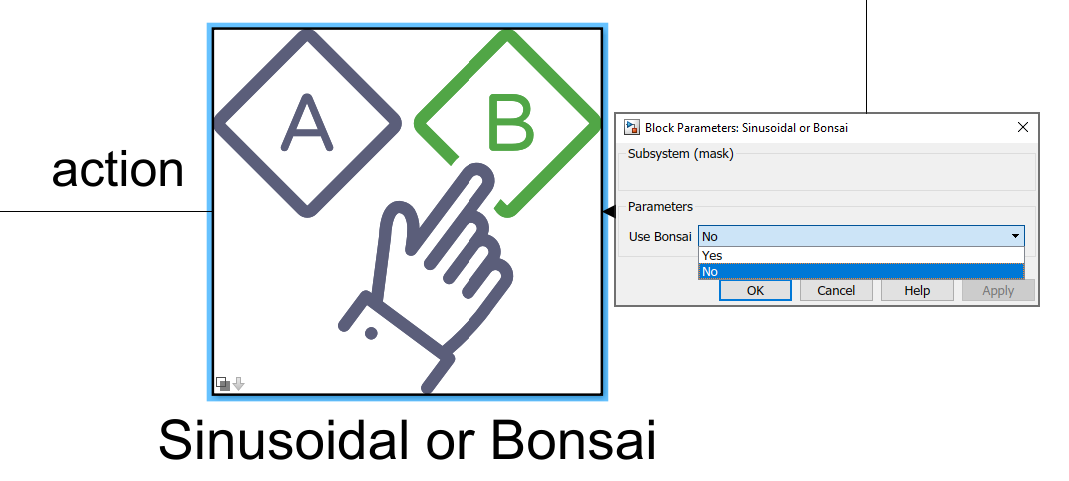 A
B
action
Block Parameters: Sinusoidal or Bonsai
Subsystem (mask)
Parameters
Use Bonsai No
Yes
No
OK Cancel Help Apply
Sinusoidal or Bonsai